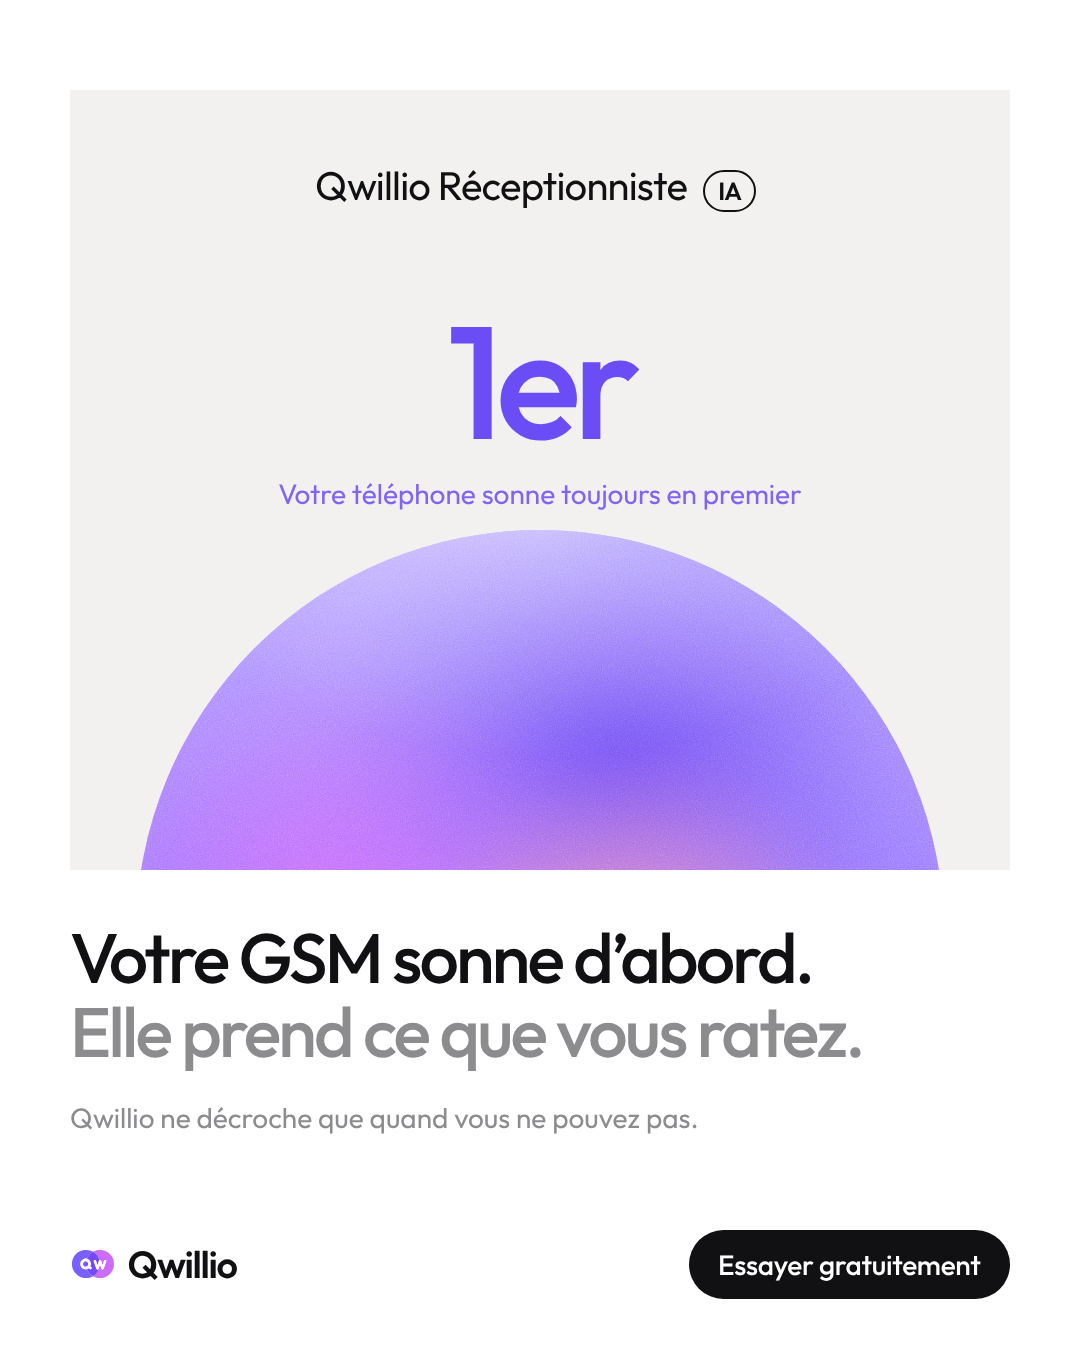 Qwillio Réceptionniste IA
1er
Votre téléphone sonne toujours en premier
Votre GSM sonne d’abord.
Elle prend ce que vous ratez.
Qwillio ne décroche que quand vous ne pouvez pas.
QW Qwillio
Essayer gratuitement